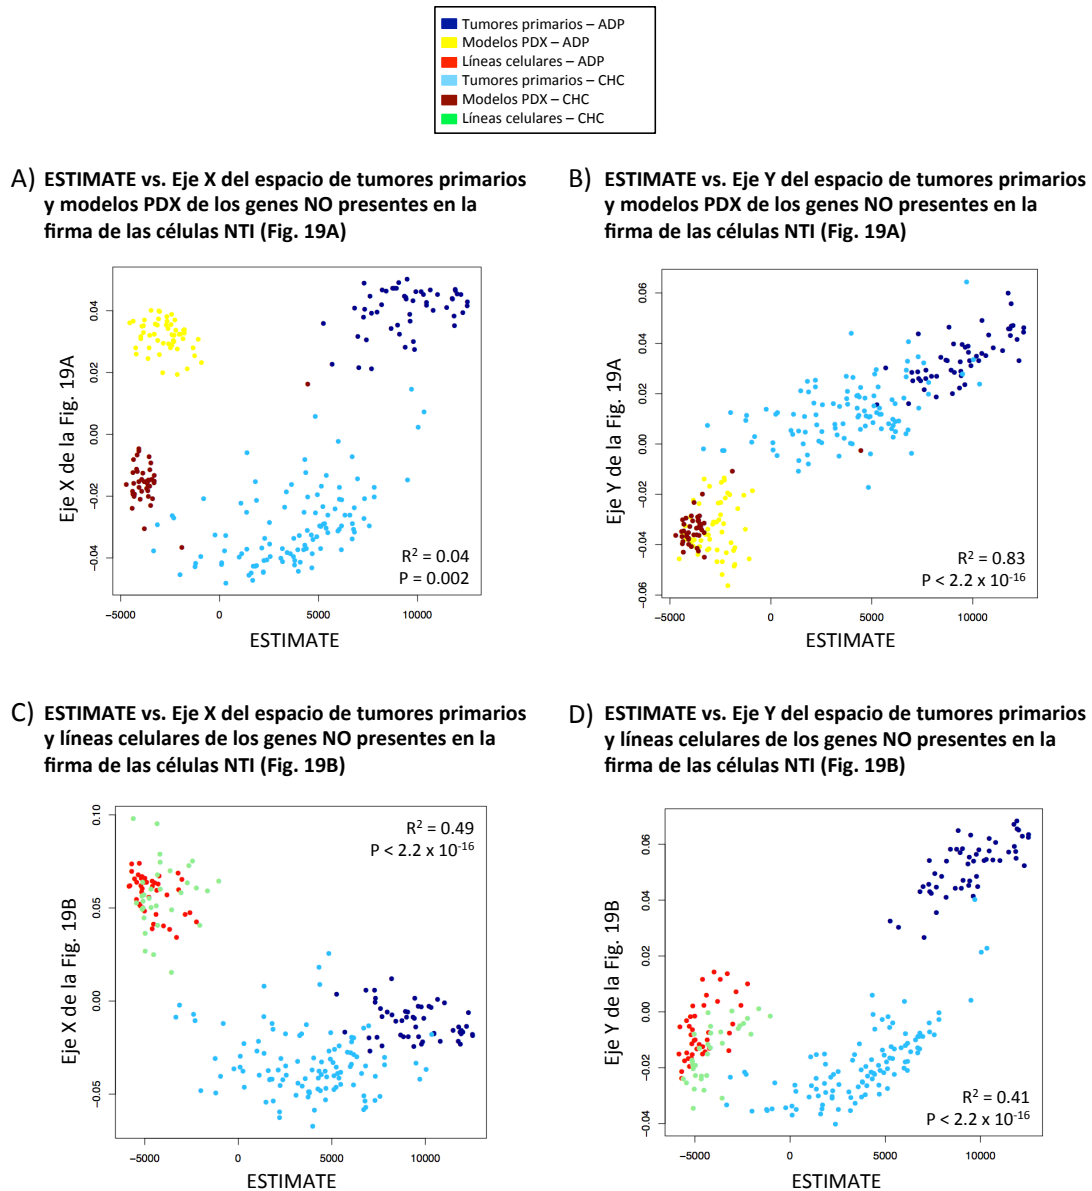 Tumores primarios – ADP
Modelos PDX – ADP
Líneas celulares – ADP
Tumores primarios – CHC
Modelos PDX – CHC
Líneas celulares – CHC
A) ESTIMATE vs. Eje X del espacio de tumores primarios
y modelos PDX de los genes NO presentes en la
firma de las células NTI (Fig. 19A)
Eje X de la Fig. 19A
0.04
0.02
0.00
−0.02
−0.04
R² = 0.04
P = 0.002
−5000 0 5000 10000
ESTIMATE
B) ESTIMATE vs. Eje Y del espacio de tumores primarios
y modelos PDX de los genes NO presentes en la
firma de las células NTI (Fig. 19A)
Eje Y de la Fig. 19A
0.06
0.04
0.02
0.00
−0.02
−0.04
−0.06
R² = 0.83
P < 2.2 x 10⁻¹⁶
−5000 0 5000 10000
ESTIMATE
C) ESTIMATE vs. Eje X del espacio de tumores primarios
y líneas celulares de los genes NO presentes en la
firma de las células NTI (Fig. 19B)
Eje X de la Fig. 19B
0.10
0.05
0.00
−0.05
R² = 0.49
P < 2.2 x 10⁻¹⁶
−5000 0 5000 10000
ESTIMATE
D) ESTIMATE vs. Eje Y del espacio de tumores primarios
y líneas celulares de los genes NO presentes en la
firma de las células NTI (Fig. 19B)
Eje Y de la Fig. 19B
0.06
0.04
0.02
0.00
−0.02
−0.04
R² = 0.41
P < 2.2 x 10⁻¹⁶
−5000 0 5000 10000
ESTIMATE